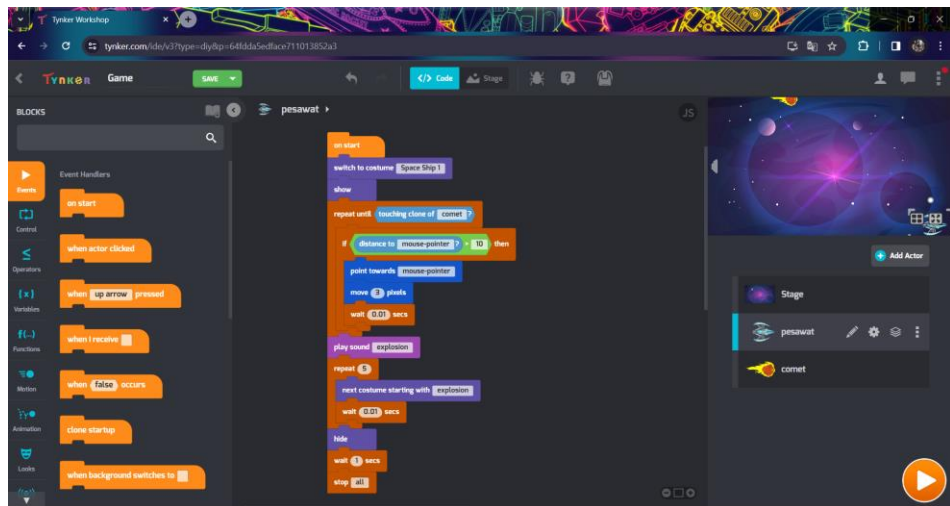 Tynker Workshop
tynker.com/ide/v3?type=diy&p=64fdda5edface711013852a3
TYNKER Game SAVE </> Code Stage
BLOCKS
pesawat
JS
Events
Control
Operators
Variables
Functions
Motion
Animation
Looks
Event Handlers
on start
when actor clicked
when up arrow pressed
when I receive
when false occurs
clone startup
when background switches to
on start
switch to costume Space Ship 1
show
repeat until touching clone of comet ?
if distance to mouse-pointer ? > 10 then
point towards mouse-pointer
move 3 pixels
wait 0.01 secs
play sound explosion
repeat 5
next costume starting with explosion
wait 0.01 secs
hide
wait 1 secs
stop all
Add Actor
Stage
pesawat
comet